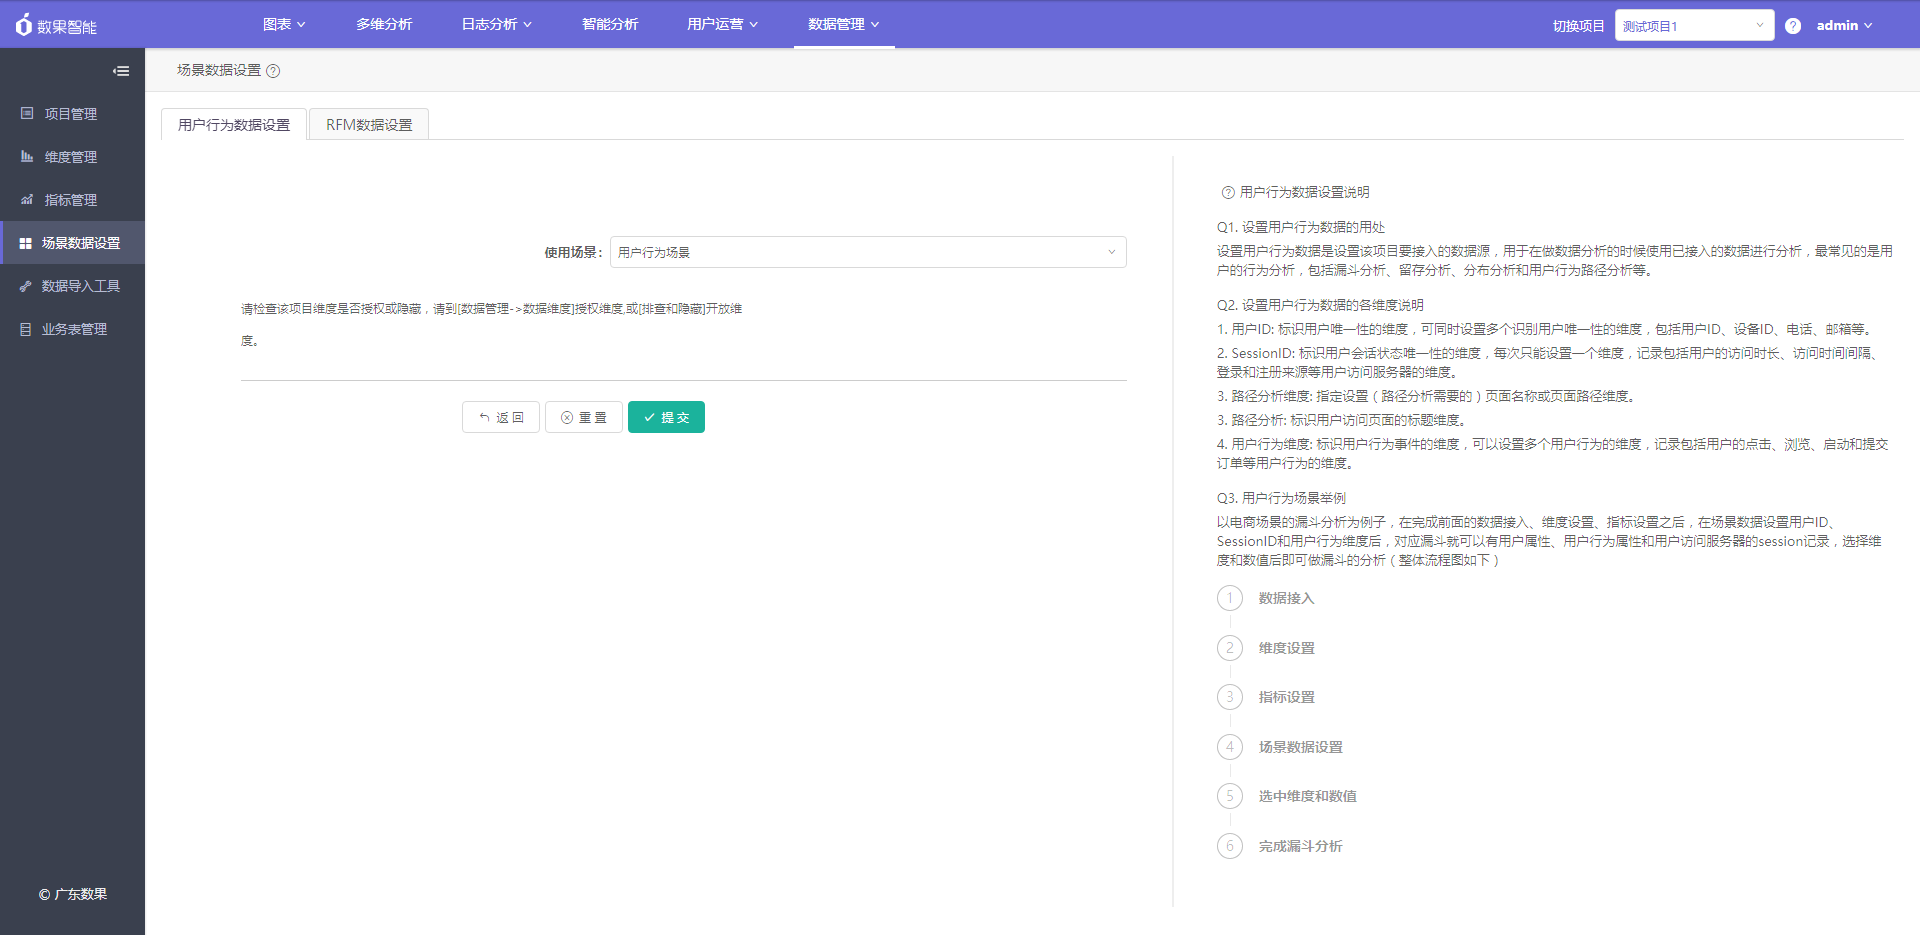 数果智能
图表
多维分析
日志分析
智能分析
用户运营
数据管理
切换项目
测试项目1
?
admin
场景数据设置 ?
项目管理
维度管理
指标管理
场景数据设置
数据导入工具
业务表管理
© 广东数果
用户行为数据设置
RFM数据设置
使用场景：
用户行为场景
请检查该项目维度是否授权或隐藏，请到[数据管理->数据维度]授权维度,或[排查和隐藏]开放维
度。
返 回
重 置
提 交
? 用户行为数据设置说明
Q1. 设置用户行为数据的用处
设置用户行为数据是设置该项目要接入的数据源，用于在做数据分析的时候使用已接入的数据进行分析，最常见的是用
户的行为分析，包括漏斗分析、留存分析、分布分析和用户行为路径分析等。
Q2. 设置用户行为数据的各维度说明
1. 用户ID: 标识用户唯一性的维度，可同时设置多个识别用户唯一性的维度，包括用户ID、设备ID、电话、邮箱等。
2. SessionID: 标识用户会话状态唯一性的维度，每次只能设置一个维度，记录包括用户的访问时长、访问时间间隔、
登录和注册来源等用户访问服务器的维度。
3. 路径分析维度: 指定设置（路径分析需要的）页面名称或页面路径维度。
3. 路径分析: 标识用户访问页面的标题维度。
4. 用户行为维度: 标识用户行为事件的维度，可以设置多个用户行为的维度，记录包括用户的点击、浏览、启动和提交
订单等用户行为的维度。
Q3. 用户行为场景举例
以电商场景的漏斗分析为例子，在完成前面的数据接入、维度设置、指标设置之后，在场景数据设置用户ID、
SessionID和用户行为维度后，对应漏斗就可以有用户属性、用户行为属性和用户访问服务器的session记录，选择维
度和数值后即可做漏斗的分析（整体流程图如下）
1 数据接入
2 维度设置
3 指标设置
4 场景数据设置
5 选中维度和数值
6 完成漏斗分析